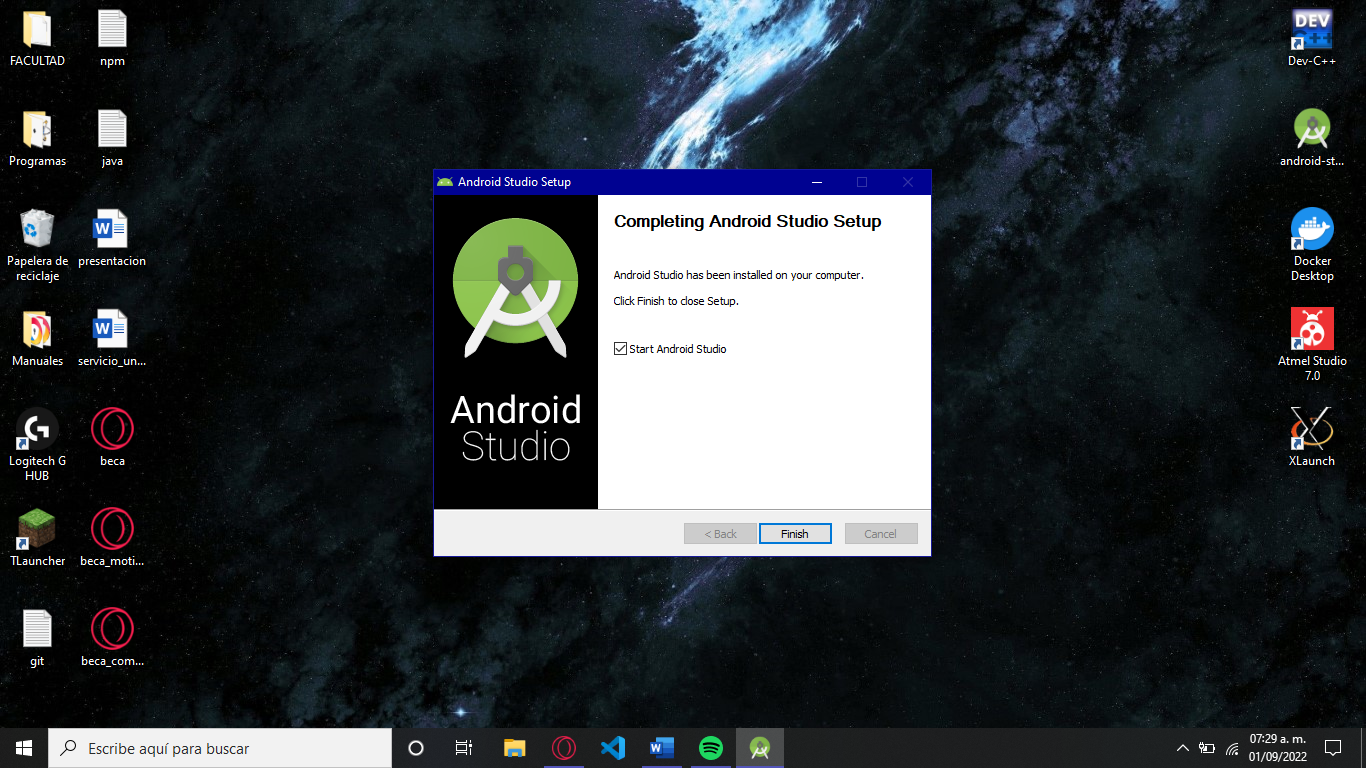 FACULTAD
npm
Programas
java
Papelera de
reciclaje
presentacion
Manuales
servicio_un...
Logitech G
HUB
beca
TLauncher
beca_moti...
git
beca_com...
Android Studio Setup
Android
Studio
Completing Android Studio Setup
Android Studio has been installed on your computer.
Click Finish to close Setup.
Start Android Studio
< Back
Finish
Cancel
DEV
C++
Dev-C++
android-st...
Docker
Desktop
Atmel Studio
7.0
XLaunch
Escribe aquí para buscar
07:29 a. m.
01/09/2022